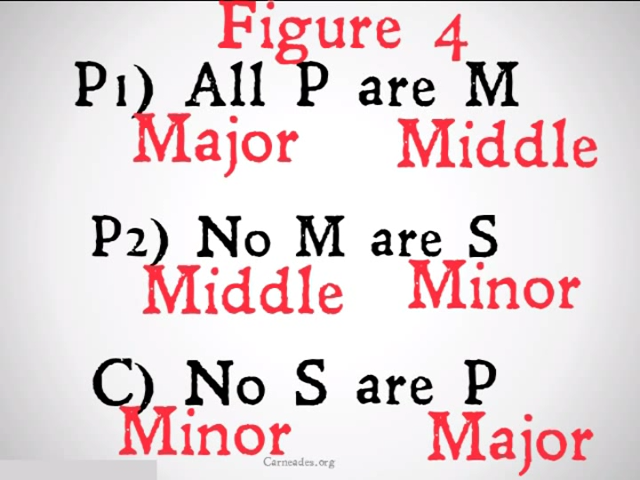 Figure 4
P1) All P are M
Major Middle
P2) No M are S
Middle Minor
C) No S are P
Minor Major
Carneades.org